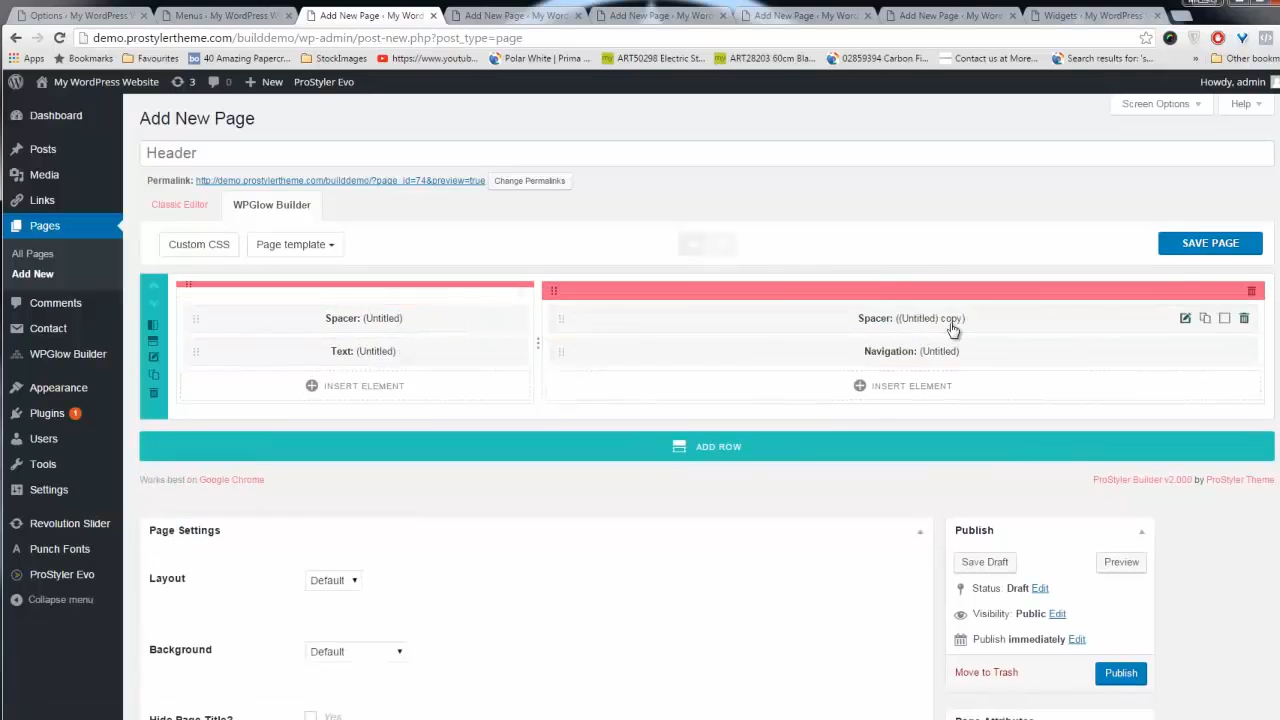 Options ‹ My WordPress V
Menus ‹ My WordPress W
Add New Page ‹ My Word
Add New Page ‹ My Word
Add New Page ‹ My Word
Add New Page ‹ My Word
Add New Page ‹ My Word
Widgets ‹ My WordPress
demo.prostylertheme.com/builddemo/wp-admin/post-new.php?post_type=page
Apps
Bookmarks
Favourites
40 Amazing Papercr...
StockImages
https://www.youtub...
Polar White | Prima ...
ART50298 Electric St...
ART28203 60cm Bla...
02859394 Carbon Fi...
Contact us at More...
Search results for: 's...
»
Other bookm
My WordPress Website
3
0
New
ProStyler Evo
Howdy, admin
Dashboard
Posts
Media
Links
Pages
All Pages
Add New
Comments
Contact
WPGlow Builder
Appearance
Plugins 1
Users
Tools
Settings
Revolution Slider
Punch Fonts
ProStyler Evo
Collapse menu
Screen Options
Help
Add New Page
Header
Permalink: http://demo.prostylertheme.com/builddemo/?page_id=74&preview=true
Change Permalinks
Classic Editor
WPGlow Builder
Custom CSS
Page template
SAVE PAGE
Spacer: (Untitled)
Text: (Untitled)
INSERT ELEMENT
Spacer: ((Untitled) copy)
Navigation: (Untitled)
INSERT ELEMENT
ADD ROW
Works best on Google Chrome
ProStyler Builder v2.000 by ProStyler Theme
Page Settings
Layout
Default
Background
Default
Hide Page Title?
Yes
Publish
Save Draft
Preview
Status: Draft Edit
Visibility: Public Edit
Publish immediately Edit
Move to Trash
Publish
Page Attributes